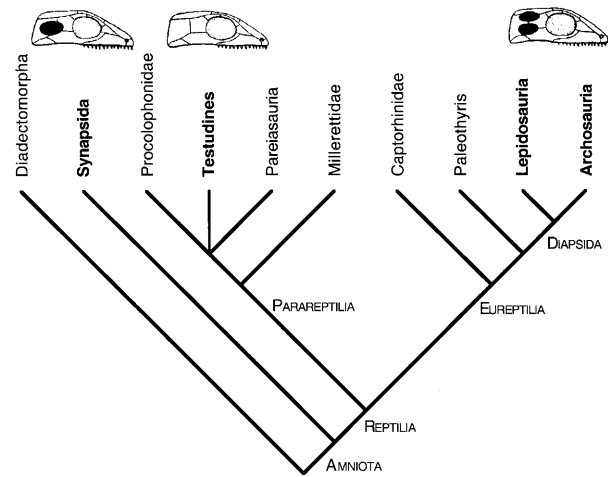 Diadectomorpha
Synapsida
Procolophonidae
Testudines
Pareiasauria
Millerettidae
Captorhinidae
Paleothyris
Lepidosauria
Archosauria
DIAPSIDA
PARAREPTILIA
EUREPTILIA
REPTILIA
AMNIOTA